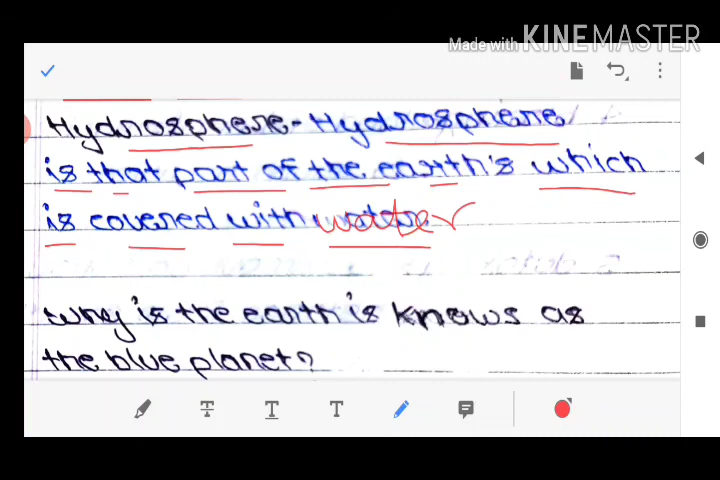 Made with KINEMASTER
Hydrosphere - Hydrosphere
is that part of the earth's which
is covered with water
Why is the earth is knows as
the blue planet?
T T T